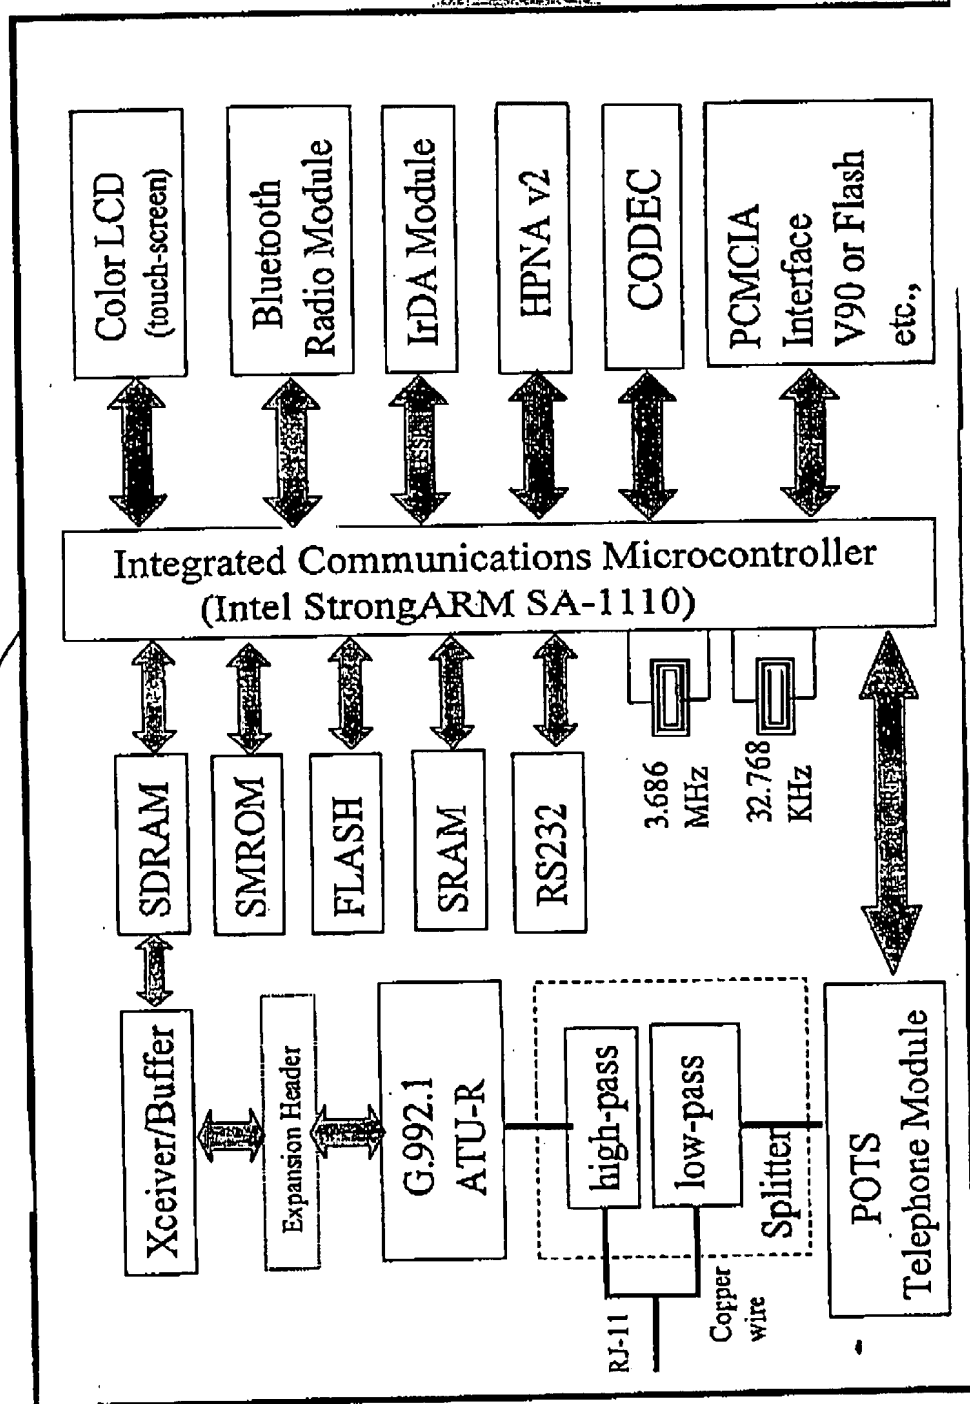 Color LCD
(touch-screen)
Bluetooth
Radio Module
IrDA Module
HPNA v2
CODEC
PCMCIA
Interface
V90 or Flash
etc.,
Integrated Communications Microcontroller
(Intel StrongARM SA-1110)
SDRAM
SMROM
FLASH
SRAM
RS232
3.686
MHz
32.768
KHz
Xceiver/Buffer
Expansion Header
G.992.1
ATU-R
high-pass
low-pass
Splitter
RJ-11
Copper
wire
POTS
Telephone Module